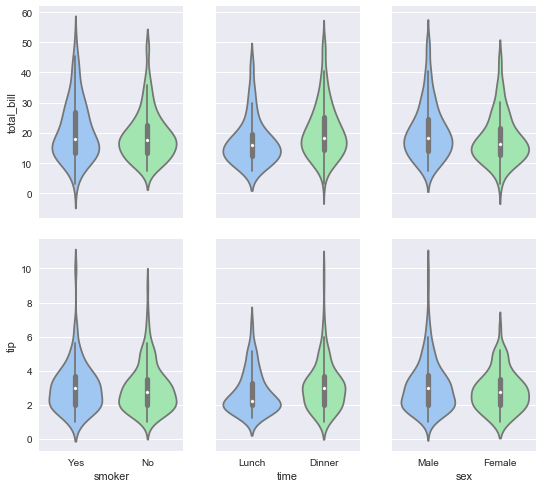 60
50
40
30
20
10
0
total_bill
10
8
6
4
2
0
tip
Yes No
smoker
Lunch Dinner
time
Male Female
sex